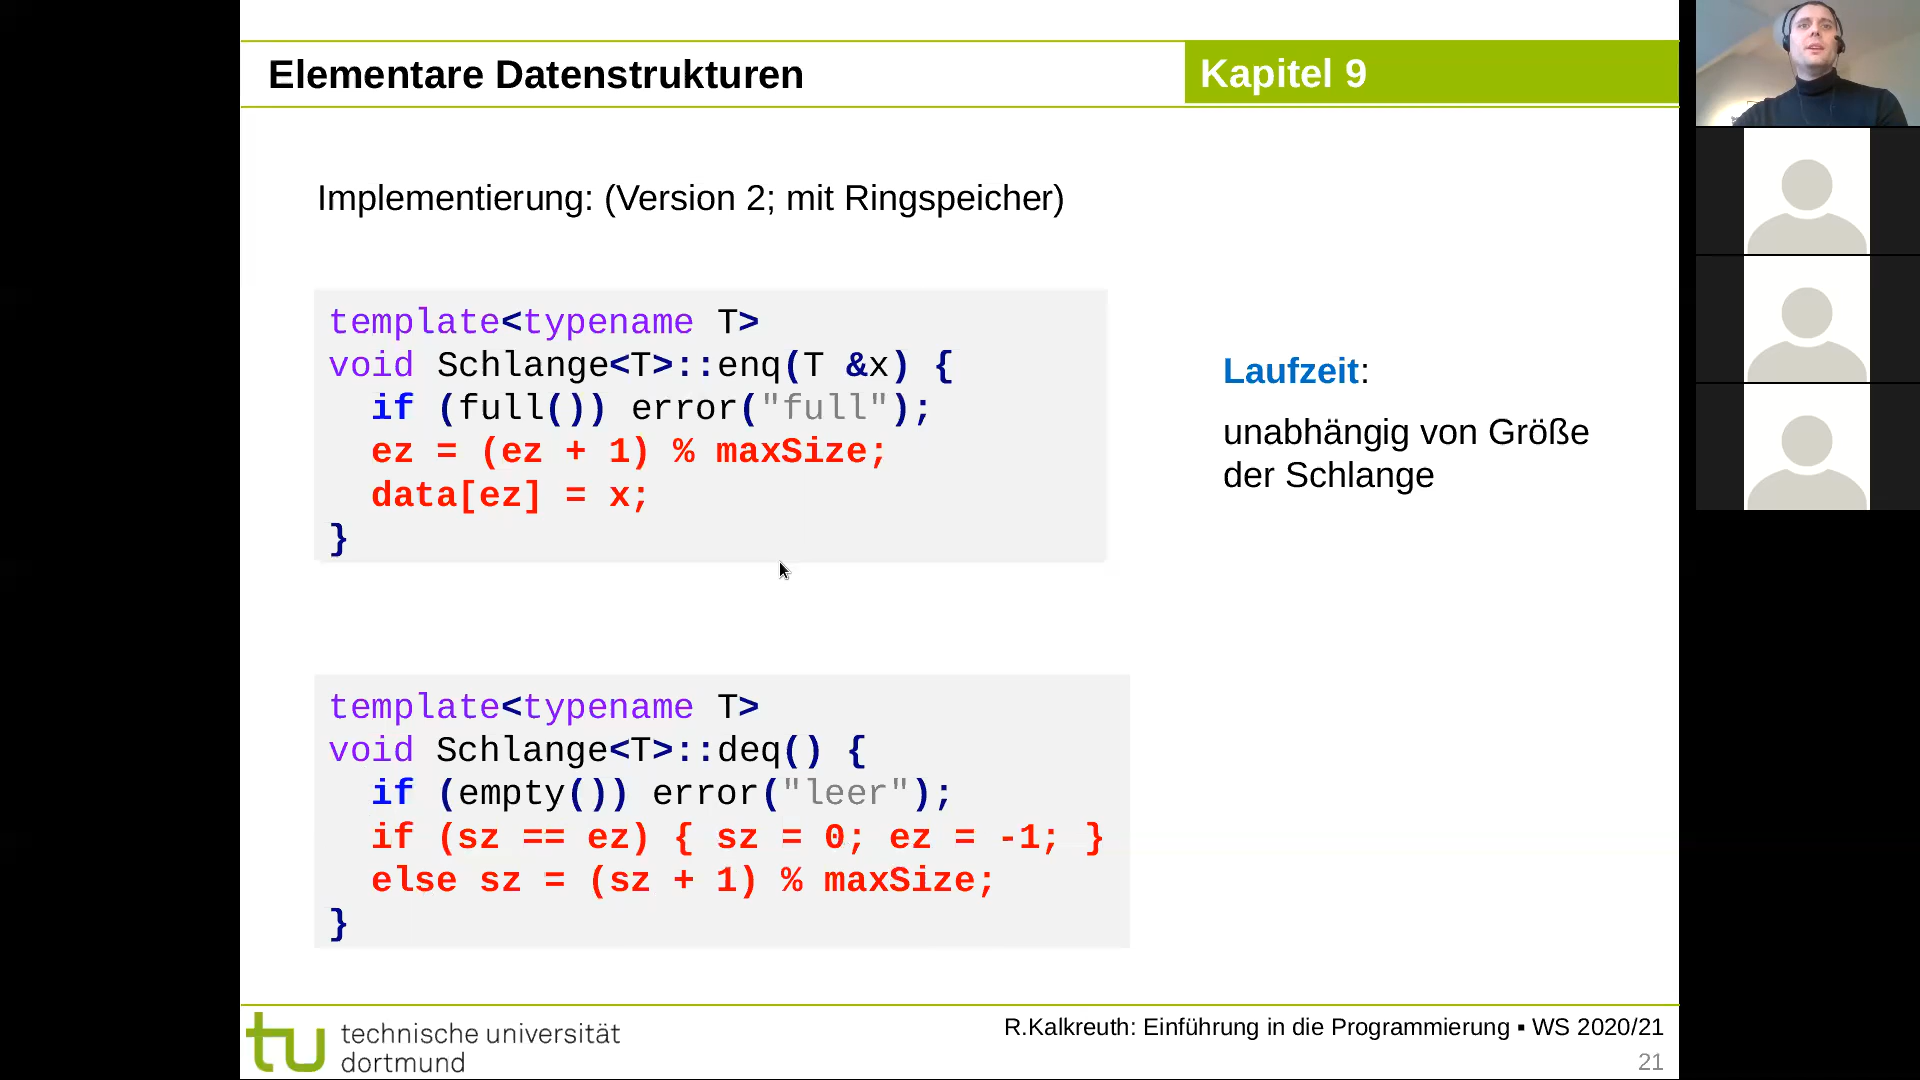 Elementare Datenstrukturen
Kapitel 9
Implementierung: (Version 2; mit Ringspeicher)
template<typename T>
void Schlange<T>::enq(T &x) {
  if (full()) error("full");
  ez = (ez + 1) % maxSize;
  data[ez] = x;
}
Laufzeit:
unabhängig von Größe
der Schlange
template<typename T>
void Schlange<T>::deq() {
  if (empty()) error("leer");
  if (sz == ez) { sz = 0; ez = -1; }
  else sz = (sz + 1) % maxSize;
}
tu technische universität
dortmund
R.Kalkreuth: Einführung in die Programmierung ▪ WS 2020/21
21